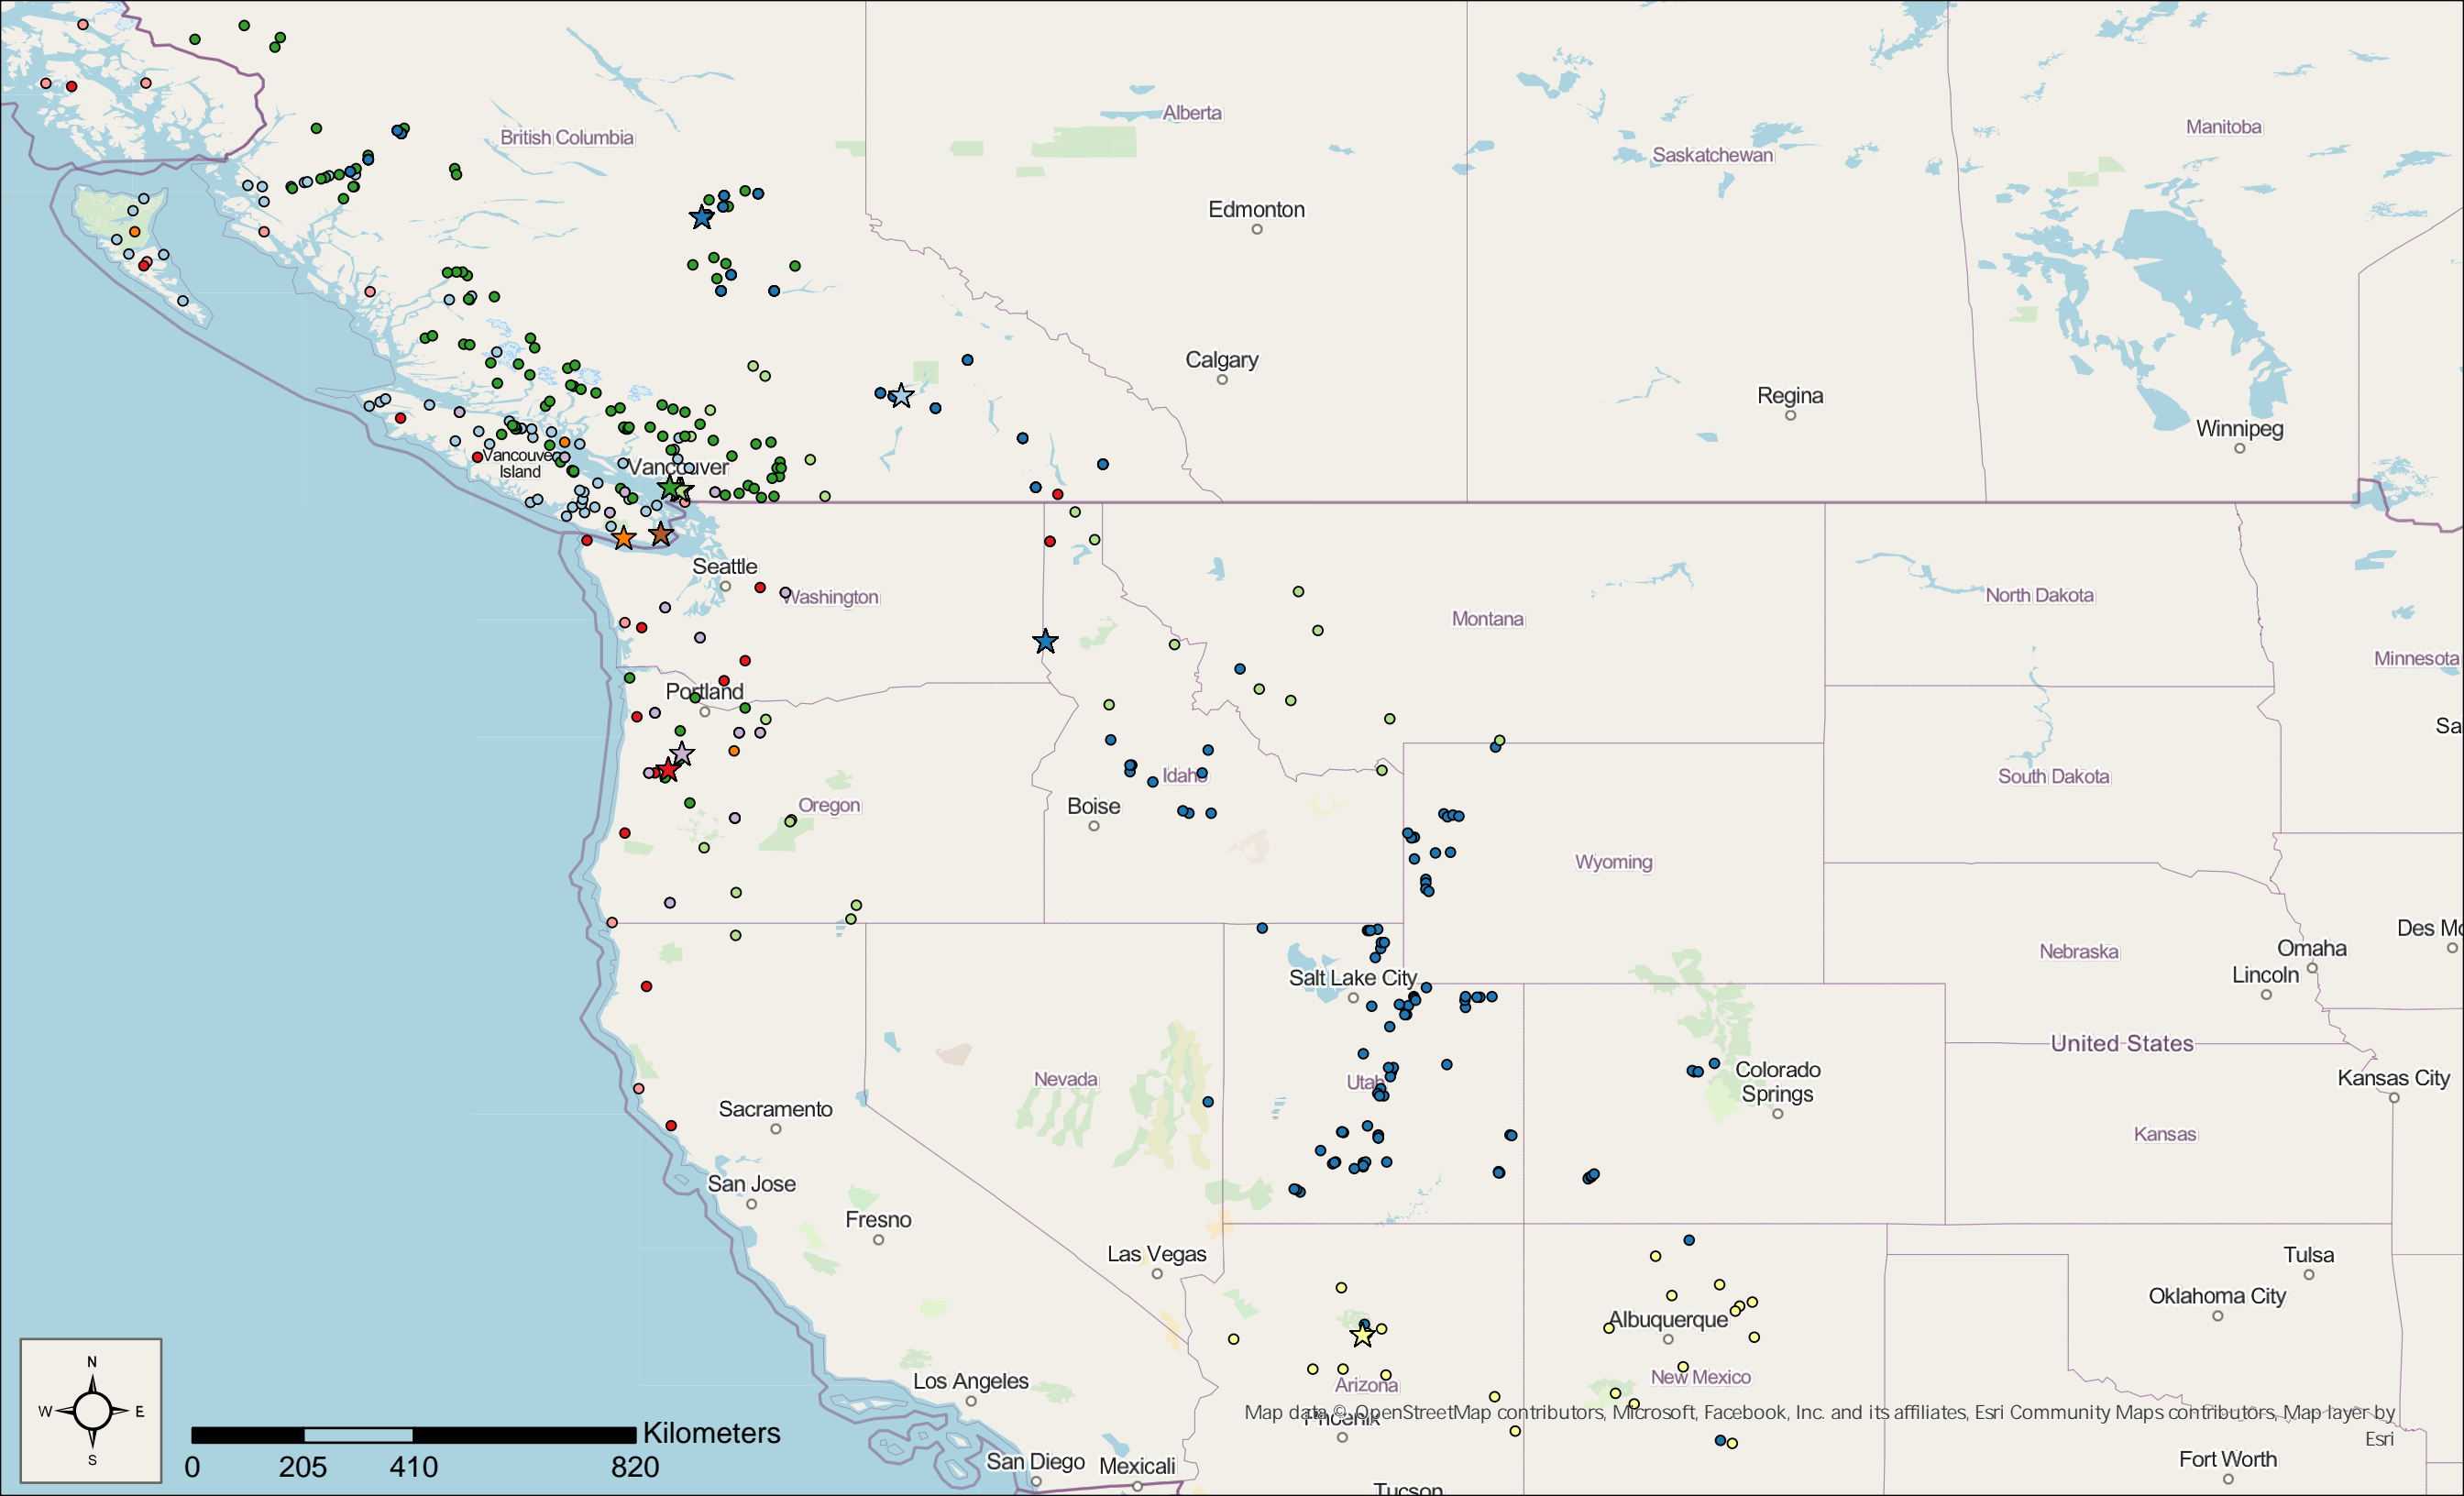 Alberta
Manitoba
British Columbia
Saskatchewan
Edmonton
Calgary
Regina
Winnipeg
Vancouver
Island
Vancouver
Seattle
Washington
North Dakota
Montana
Minnesota
Portland
Sa
Idaho
South Dakota
Boise
Oregon
Wyoming
Des Mo
Omaha
Nebraska
Lincoln
Salt Lake City
United States
Colorado
Springs
Kansas City
Nevada
Utah
Sacramento
Kansas
San Jose
Fresno
Las Vegas
Tulsa
Oklahoma City
Albuquerque
New Mexico
Los Angeles
Arizona
Map data © OpenStreetMap contributors, Microsoft, Facebook, Inc. and its affiliates, Esri Community Maps contributors, Map layer by
Esri
Phoenix
N
W E
S
Kilometers
0 205 410 820
San Diego
Mexicali
Fort Worth
Tucson